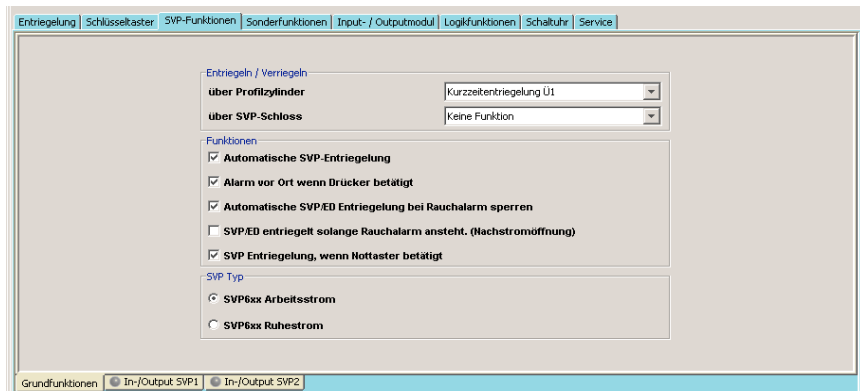 Entriegelung Schlüsseltaster SVP-Funktionen Sonderfunktionen Input- / Outputmodul Logikfunktionen Schaltuhr Service
Entriegeln / Verriegeln
über Profilzylinder Kurzzeitentriegelung Ü1
über SVP-Schloss Keine Funktion
Funktionen
Automatische SVP-Entriegelung
Alarm vor Ort wenn Drücker betätigt
Automatische SVP/ED Entriegelung bei Rauchalarm sperren
SVP/ED entriegelt solange Rauchalarm ansteht. (Nachstromöffnung)
SVP Entriegelung, wenn Nottaster betätigt
SVP Typ
SVP6xx Arbeitsstrom
SVP6xx Ruhestrom
Grundfunktionen In-/Output SVP1 In-/Output SVP2